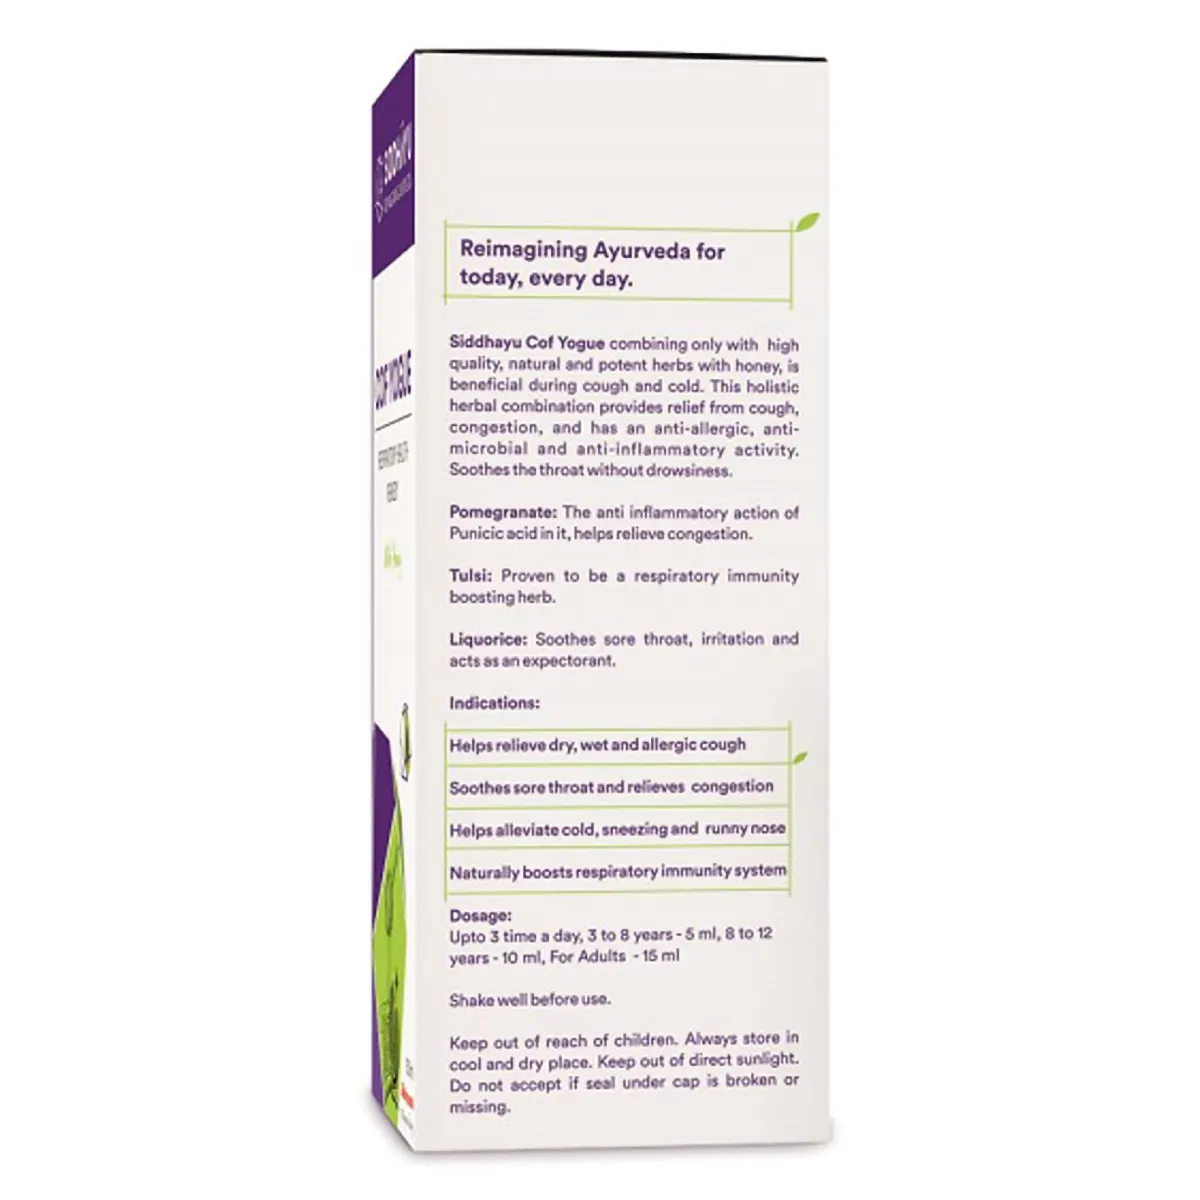 SIDDHAYU
COF YOGUE
RESPIRATORY HEALTH
REMEDY
With Honey
Reimagining Ayurveda for
today, every day.
Siddhayu Cof Yogue combining only with high
quality, natural and potent herbs with honey, is
beneficial during cough and cold. This holistic
herbal combination provides relief from cough,
congestion, and has an anti-allergic, anti-
microbial and anti-inflammatory activity.
Soothes the throat without drowsiness.
Pomegranate: The anti inflammatory action of
Punicic acid in it, helps relieve congestion.
Tulsi: Proven to be a respiratory immunity
boosting herb.
Liquorice: Soothes sore throat, irritation and
acts as an expectorant.
Indications:
Helps relieve dry, wet and allergic cough
Soothes sore throat and relieves congestion
Helps alleviate cold, sneezing and runny nose
Naturally boosts respiratory immunity system
Dosage:
Upto 3 time a day, 3 to 8 years - 5 ml, 8 to 12
years - 10 ml, For Adults - 15 ml
Shake well before use.
Keep out of reach of children. Always store in
cool and dry place. Keep out of direct sunlight.
Do not accept if seal under cap is broken or
missing.